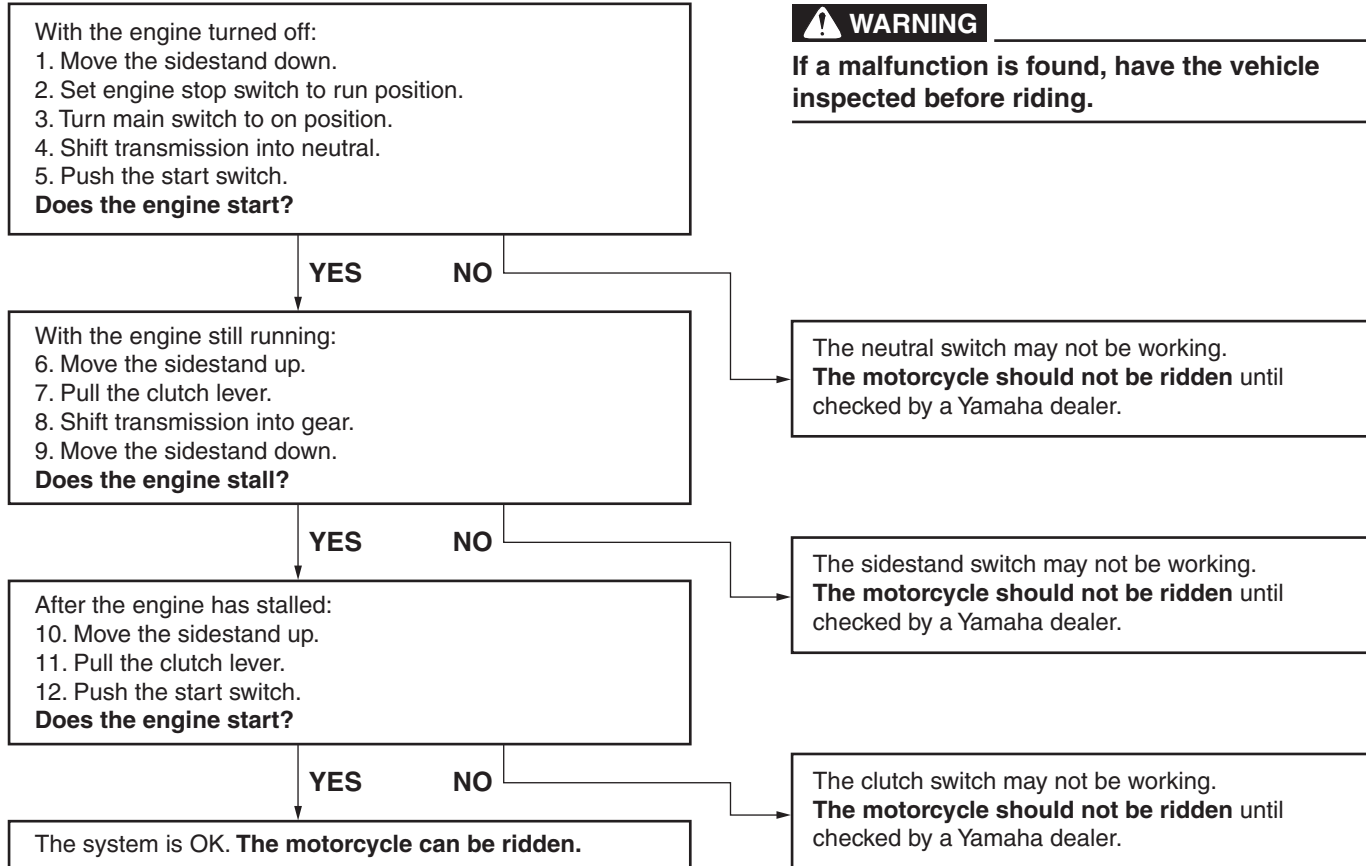 With the engine turned off:
1. Move the sidestand down.
2. Set engine stop switch to run position.
3. Turn main switch to on position.
4. Shift transmission into neutral.
5. Push the start switch.
Does the engine start?
WARNING
If a malfunction is found, have the vehicle
inspected before riding.
YES NO
With the engine still running:
6. Move the sidestand up.
7. Pull the clutch lever.
8. Shift transmission into gear.
9. Move the sidestand down.
Does the engine stall?
The neutral switch may not be working.
The motorcycle should not be ridden until
checked by a Yamaha dealer.
YES NO
After the engine has stalled:
10. Move the sidestand up.
11. Pull the clutch lever.
12. Push the start switch.
Does the engine start?
The sidestand switch may not be working.
The motorcycle should not be ridden until
checked by a Yamaha dealer.
YES NO
The system is OK. The motorcycle can be ridden.
The clutch switch may not be working.
The motorcycle should not be ridden until
checked by a Yamaha dealer.